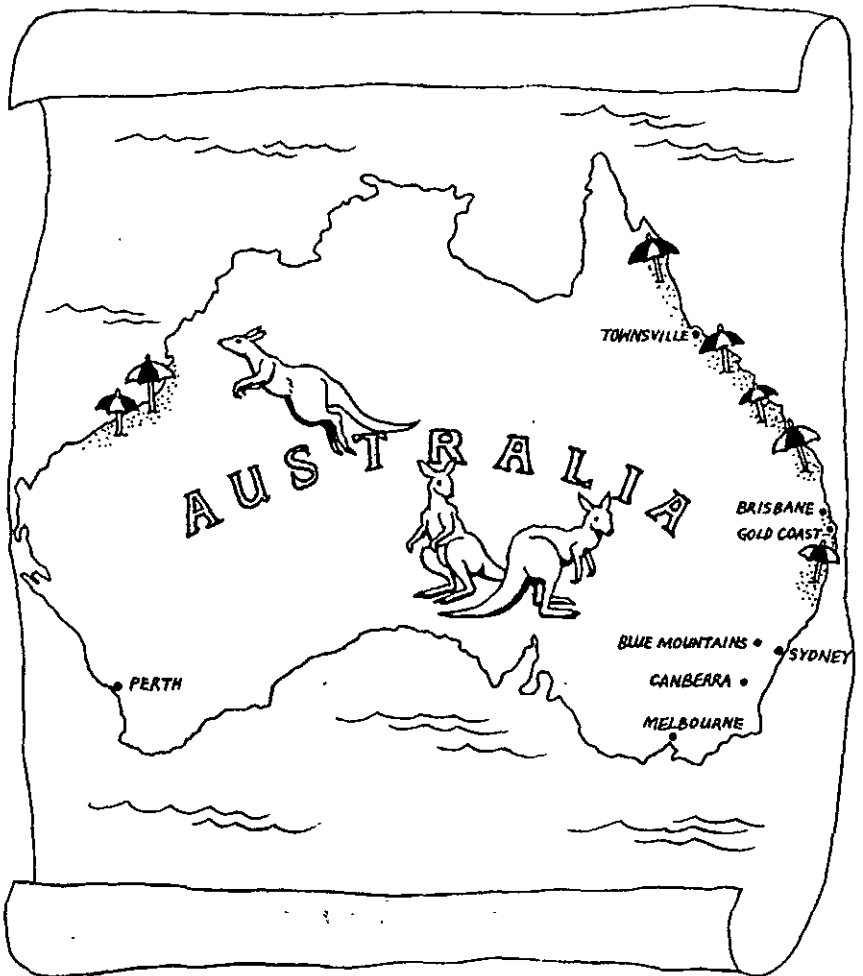 TOWNSVILLE
AUSTRALIA
BRISBANE
GOLD COAST
BLUE MOUNTAINS
SYDNEY
PERTH
CANBERRA
MELBOURNE